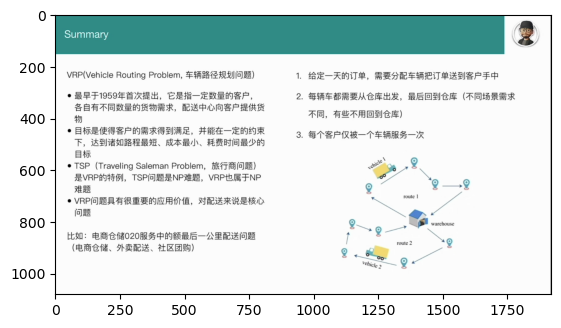 0
200
400
600
800
1000
0
250
500
750
1000
1250
1500
1750
Summary
VRP(Vehicle Routing Problem, 车辆路径规划问题)
• 最早于1959年首次提出，它是指一定数量的客户，
各自有不同数量的货物需求，配送中心向客户提供货
物
• 目标是使得客户的需求得到满足，并能在一定的约束
下，达到诸如路程最短、成本最小、耗费时间最少的
目标
• TSP（Traveling Saleman Problem，旅行商问题）
是VRP的特例，TSP问题是NP难题，VRP也属于NP
难题
• VRP问题具有很重要的应用价值，对配送来说是核心
问题
比如：电商仓储020服务中的额最后一公里配送问题
（电商仓储、外卖配送、社区团购）
1. 给定一天的订单，需要分配车辆把订单送到客户手中
2. 每辆车都需要从仓库出发，最后回到仓库（不同场景需求
不同，有些不用回到仓库）
3. 每个客户仅被一个车辆服务一次
vehicle 1
route 1
warehouse
route 2
vehicle 2